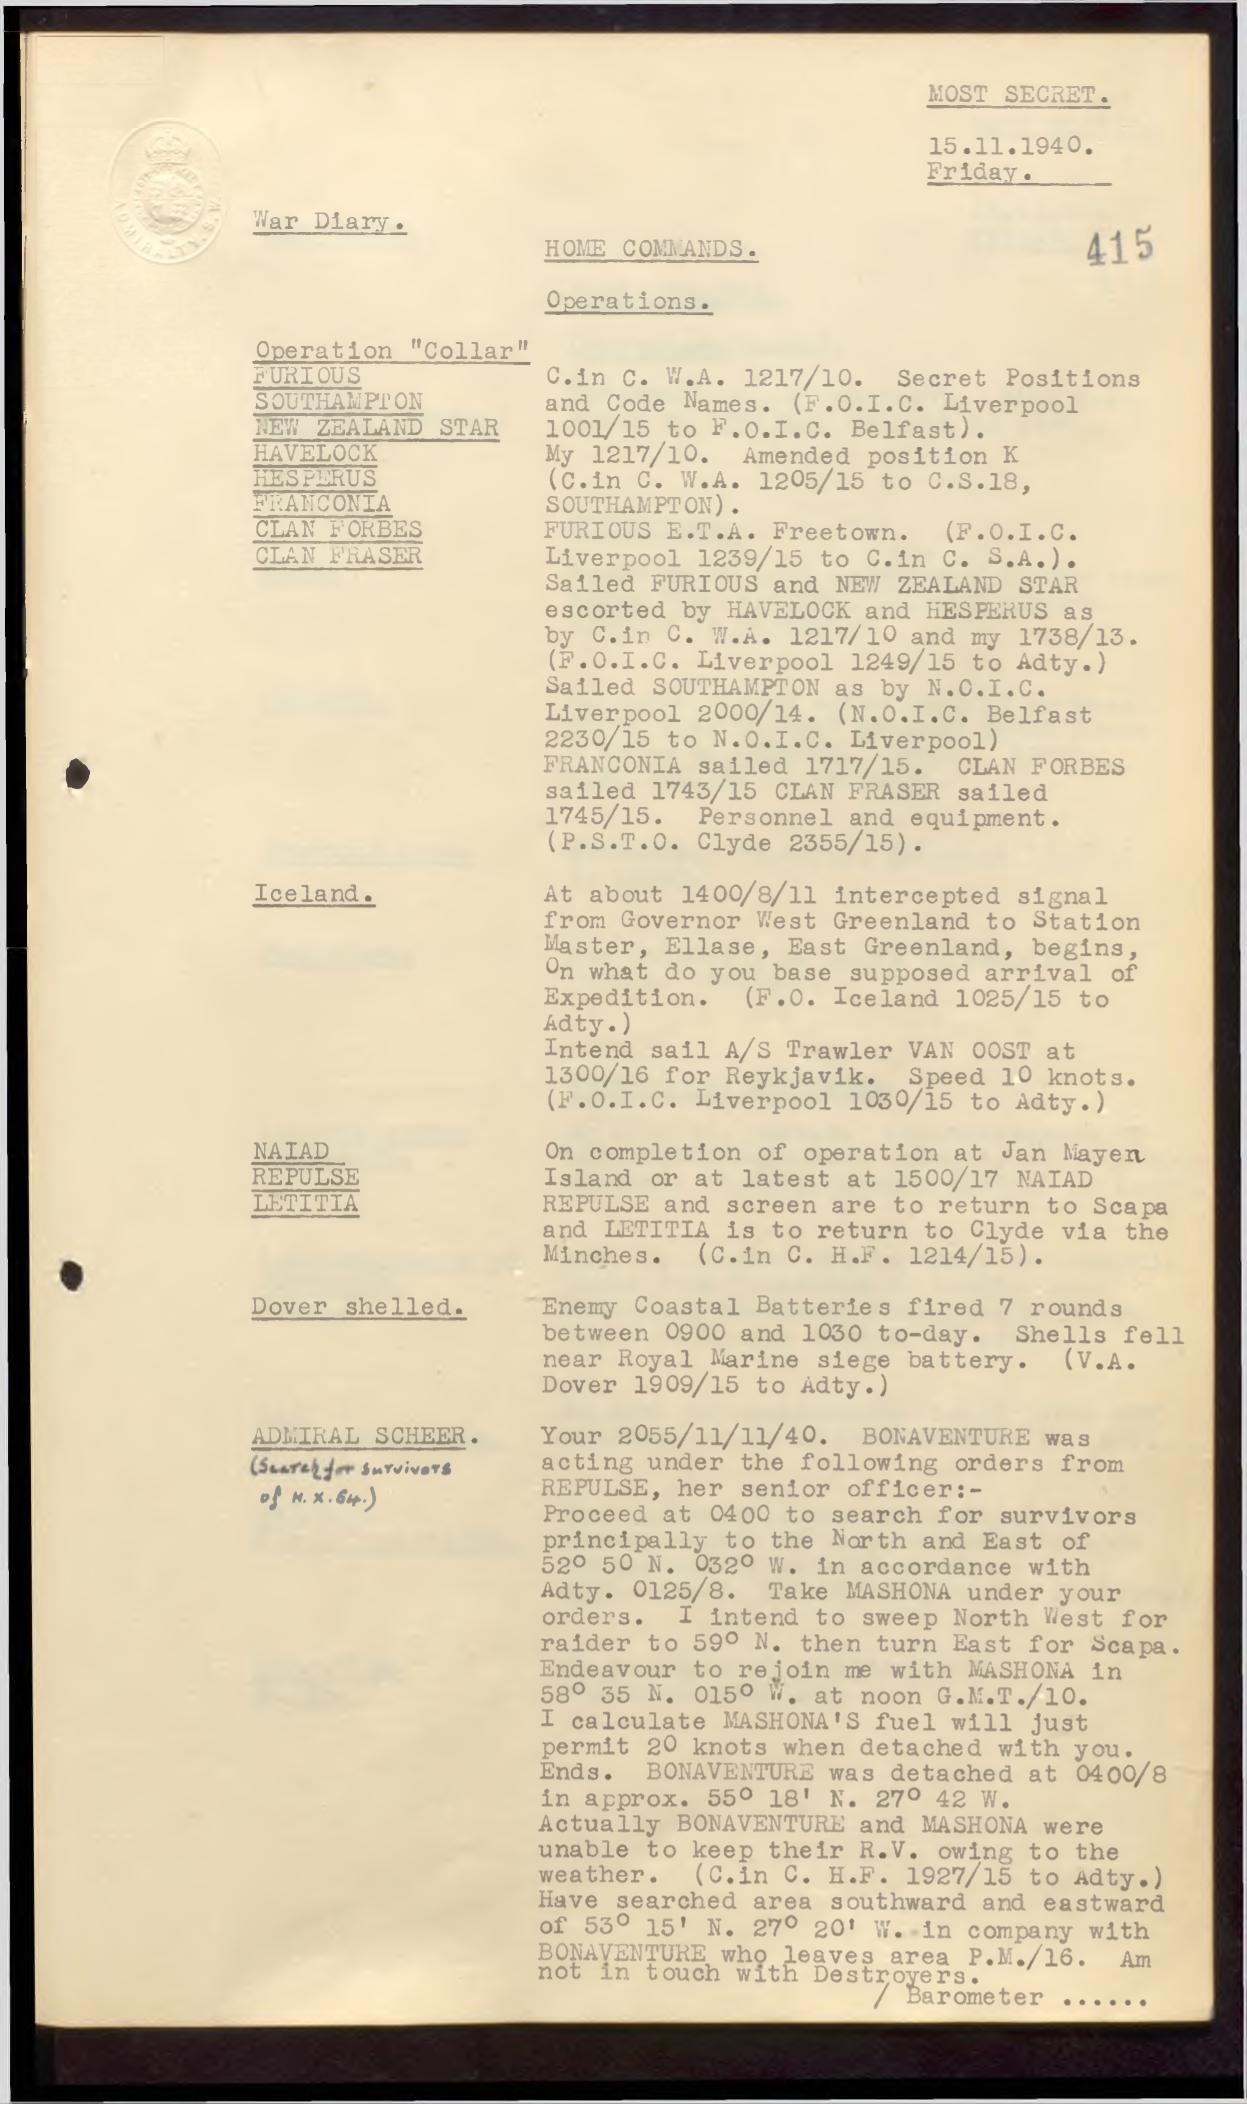 MOST SECRET.
15.11.1940.
Friday.
ADMIRALTY. S.W.
War Diary.
415
HOME COMMANDS.
Operations.
Operation "Collar"
FURIOUS
SOUTHAMPTON
NEW ZEALAND STAR
HAVELOCK
HESPERUS
FRANCONIA
CLAN FORBES
CLAN FRASER
C.in C. W.A. 1217/10. Secret Positions
and Code Names. (F.O.I.C. Liverpool
1001/15 to F.O.I.C. Belfast).
My 1217/10. Amended position K
(C.in C. W.A. 1205/15 to C.S.18,
SOUTHAMPTON).
FURIOUS E.T.A. Freetown. (F.O.I.C.
Liverpool 1239/15 to C.in C. S.A.).
Sailed FURIOUS and NEW ZEALAND STAR
escorted by HAVELOCK and HESPERUS as
by C.in C. W.A. 1217/10 and my 1738/13.
(F.O.I.C. Liverpool 1249/15 to Adty.)
Sailed SOUTHAMPTON as by N.O.I.C.
Liverpool 2000/14. (N.O.I.C. Belfast
2230/15 to N.O.I.C. Liverpool)
FRANCONIA sailed 1717/15. CLAN FORBES
sailed 1743/15 CLAN FRASER sailed
1745/15. Personnel and equipment.
(P.S.T.O. Clyde 2355/15).
Iceland.
At about 1400/8/11 intercepted signal
from Governor West Greenland to Station
Master, Ellase, East Greenland, begins,
On what do you base supposed arrival of
Expedition. (F.O. Iceland 1025/15 to
Adty.)
Intend sail A/S Trawler VAN OOST at
1300/16 for Reykjavik. Speed 10 knots.
(F.O.I.C. Liverpool 1030/15 to Adty.)
NAIAD
REPULSE
LETITIA
On completion of operation at Jan Mayen
Island or at latest at 1500/17 NAIAD
REPULSE and screen are to return to Scapa
and LETITIA is to return to Clyde via the
Minches. (C.in C. H.F. 1214/15).
Dover shelled.
Enemy Coastal Batteries fired 7 rounds
between 0900 and 1030 to-day. Shells fell
near Royal Marine siege battery. (V.A.
Dover 1909/15 to Adty.)
ADMIRAL SCHEER.
(Search for survivors
of H.X.84.)
Your 2055/11/11/40. BONAVENTURE was
acting under the following orders from
REPULSE, her senior officer:-
Proceed at 0400 to search for survivors
principally to the North and East of
52° 50 N. 032° W. in accordance with
Adty. 0125/8. Take MASHONA under your
orders. I intend to sweep North West for
raider to 59° N. then turn East for Scapa.
Endeavour to rejoin me with MASHONA in
58° 35 N. 015° W. at noon G.M.T./10.
I calculate MASHONA'S fuel will just
permit 20 knots when detached with you.
Ends. BONAVENTURE was detached at 0400/8
in approx. 55° 18' N. 27° 42 W.
Actually BONAVENTURE and MASHONA were
unable to keep their R.V. owing to the
weather. (C.in C. H.F. 1927/15 to Adty.)
Have searched area southward and eastward
of 53° 15' N. 27° 20' W. in company with
BONAVENTURE who leaves area P.M./16. Am
not in touch with Destroyers.
/ Barometer ......